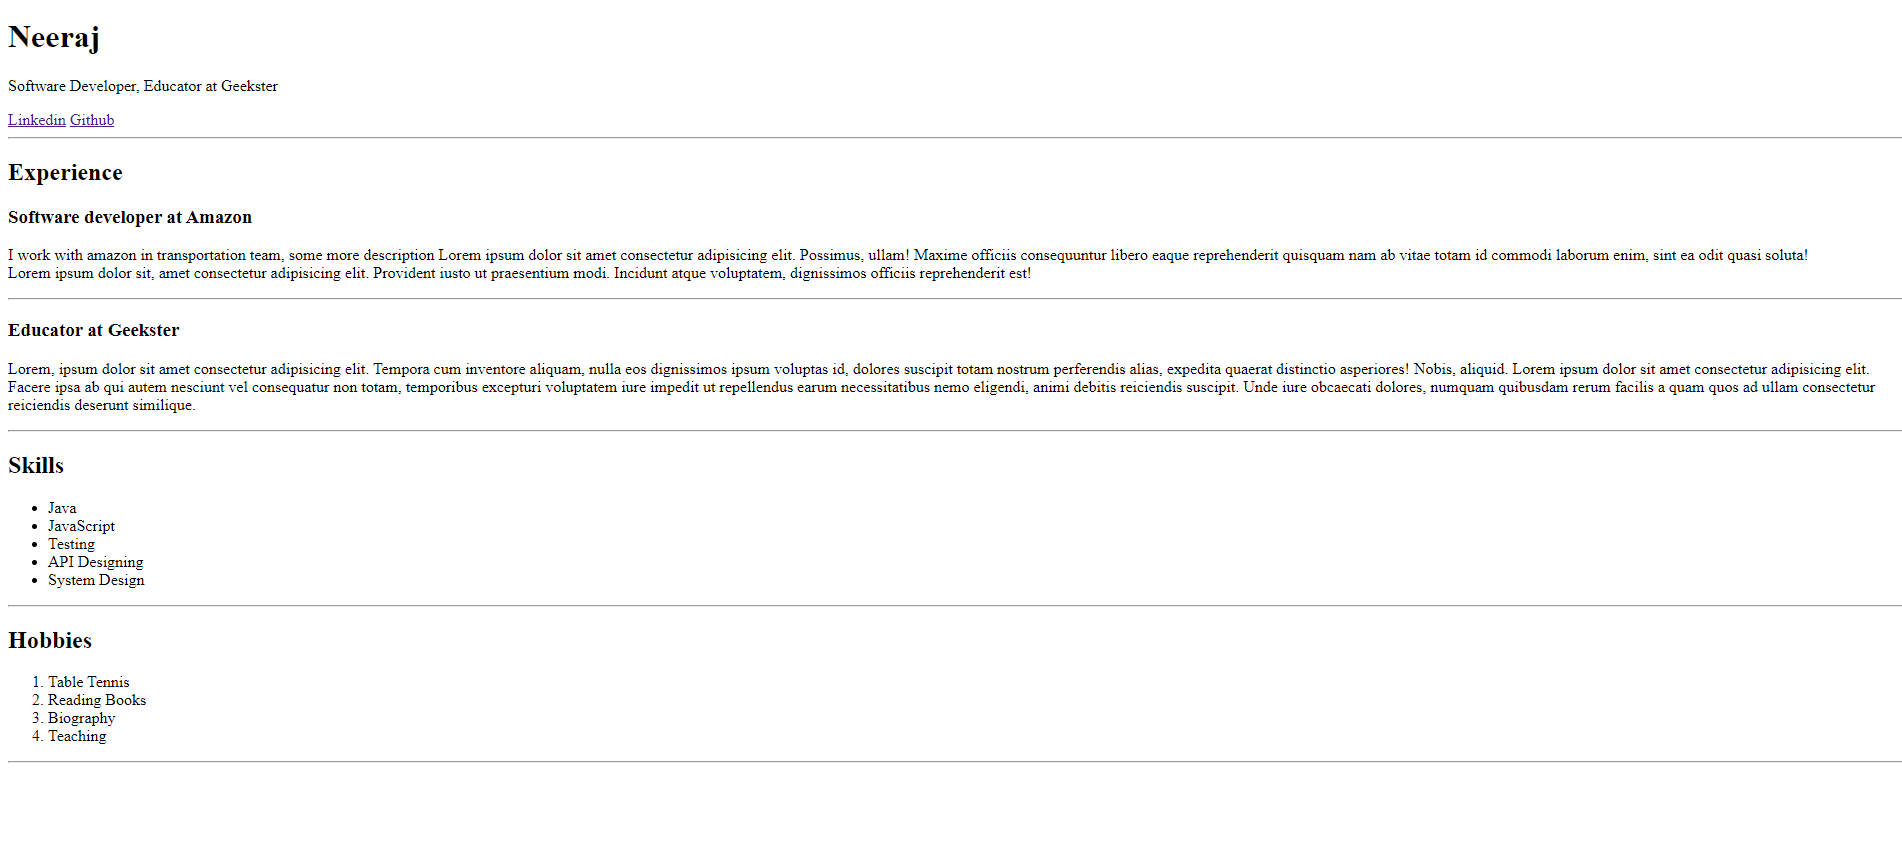 Neeraj
Software Developer, Educator at Geekster
Linkedin Github
Experience
Software developer at Amazon
I work with amazon in transportation team, some more description Lorem ipsum dolor sit amet consectetur adipisicing elit. Possimus, ullam! Maxime officiis consequuntur libero eaque reprehenderit quisquam nam ab vitae totam id commodi laborum enim, sint ea odit quasi soluta!
Lorem ipsum dolor sit, amet consectetur adipisicing elit. Provident iusto ut praesentium modi. Incidunt atque voluptatem, dignissimos officiis reprehenderit est!
Educator at Geekster
Lorem, ipsum dolor sit amet consectetur adipisicing elit. Tempora cum inventore aliquam, nulla eos dignissimos ipsum voluptas id, dolores suscipit totam nostrum perferendis alias, expedita quaerat distinctio asperiores! Nobis, aliquid. Lorem ipsum dolor sit amet consectetur adipisicing elit.
Facere ipsa ab qui autem nesciunt vel consequatur non totam, temporibus excepturi voluptatem iure impedit ut repellendus earum necessitatibus nemo eligendi, animi debitis reiciendis suscipit. Unde iure obcaecati dolores, numquam quibusdam rerum facilis a quam quos ad ullam consectetur
reiciendis deserunt similique.
Skills
• Java
• JavaScript
• Testing
• API Designing
• System Design
Hobbies
1. Table Tennis
2. Reading Books
3. Biography
4. Teaching